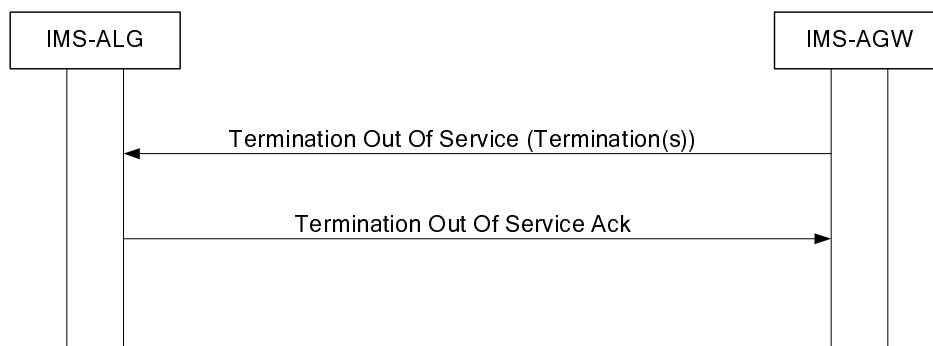 IMS-ALG
IMS-AGW
Termination Out Of Service (Termination(s))
Termination Out Of Service Ack